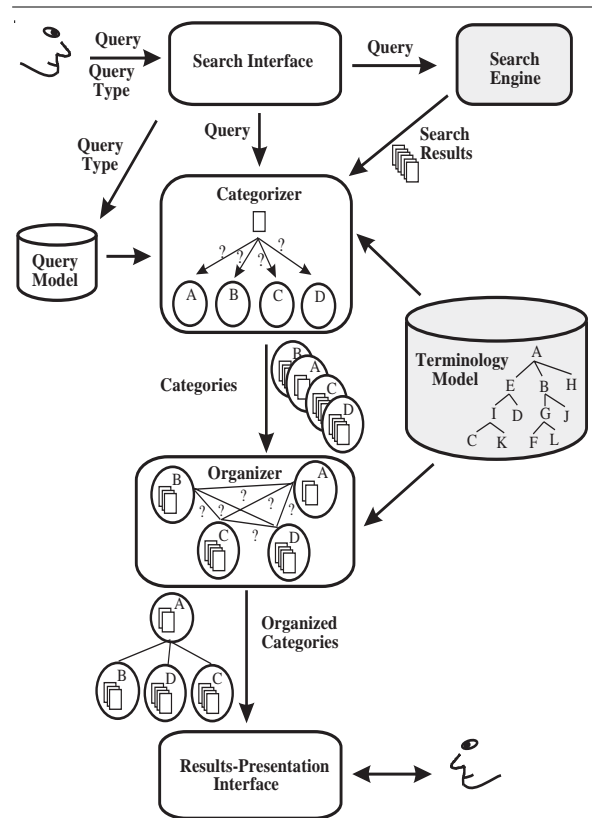 Query
Query
Type
Search Interface
Query
Search
Engine
Query
Type
Query
Search
Results
Categorizer
?
? ? ?
A B C D
Query
Model
Terminology
Model
A
E B H
I D G J
C K F L
Categories
B
A
C
D
Organizer
B
A
?
? ? ? ?
?
C D
A
Organized
Categories
B D C
Results-Presentation
Interface